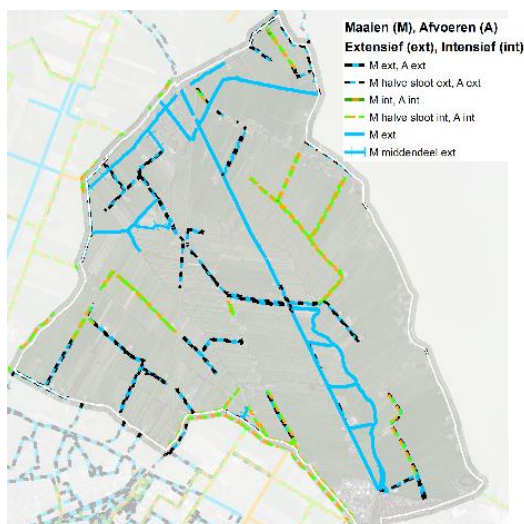 Maaien (M), Afvoeren (A)
Extensief (ext), Intensief (int)
M ext, A ext
M halve sloot ext, A ext
M int, A int
M halve sloot int, A int
M ext
M middendeel ext